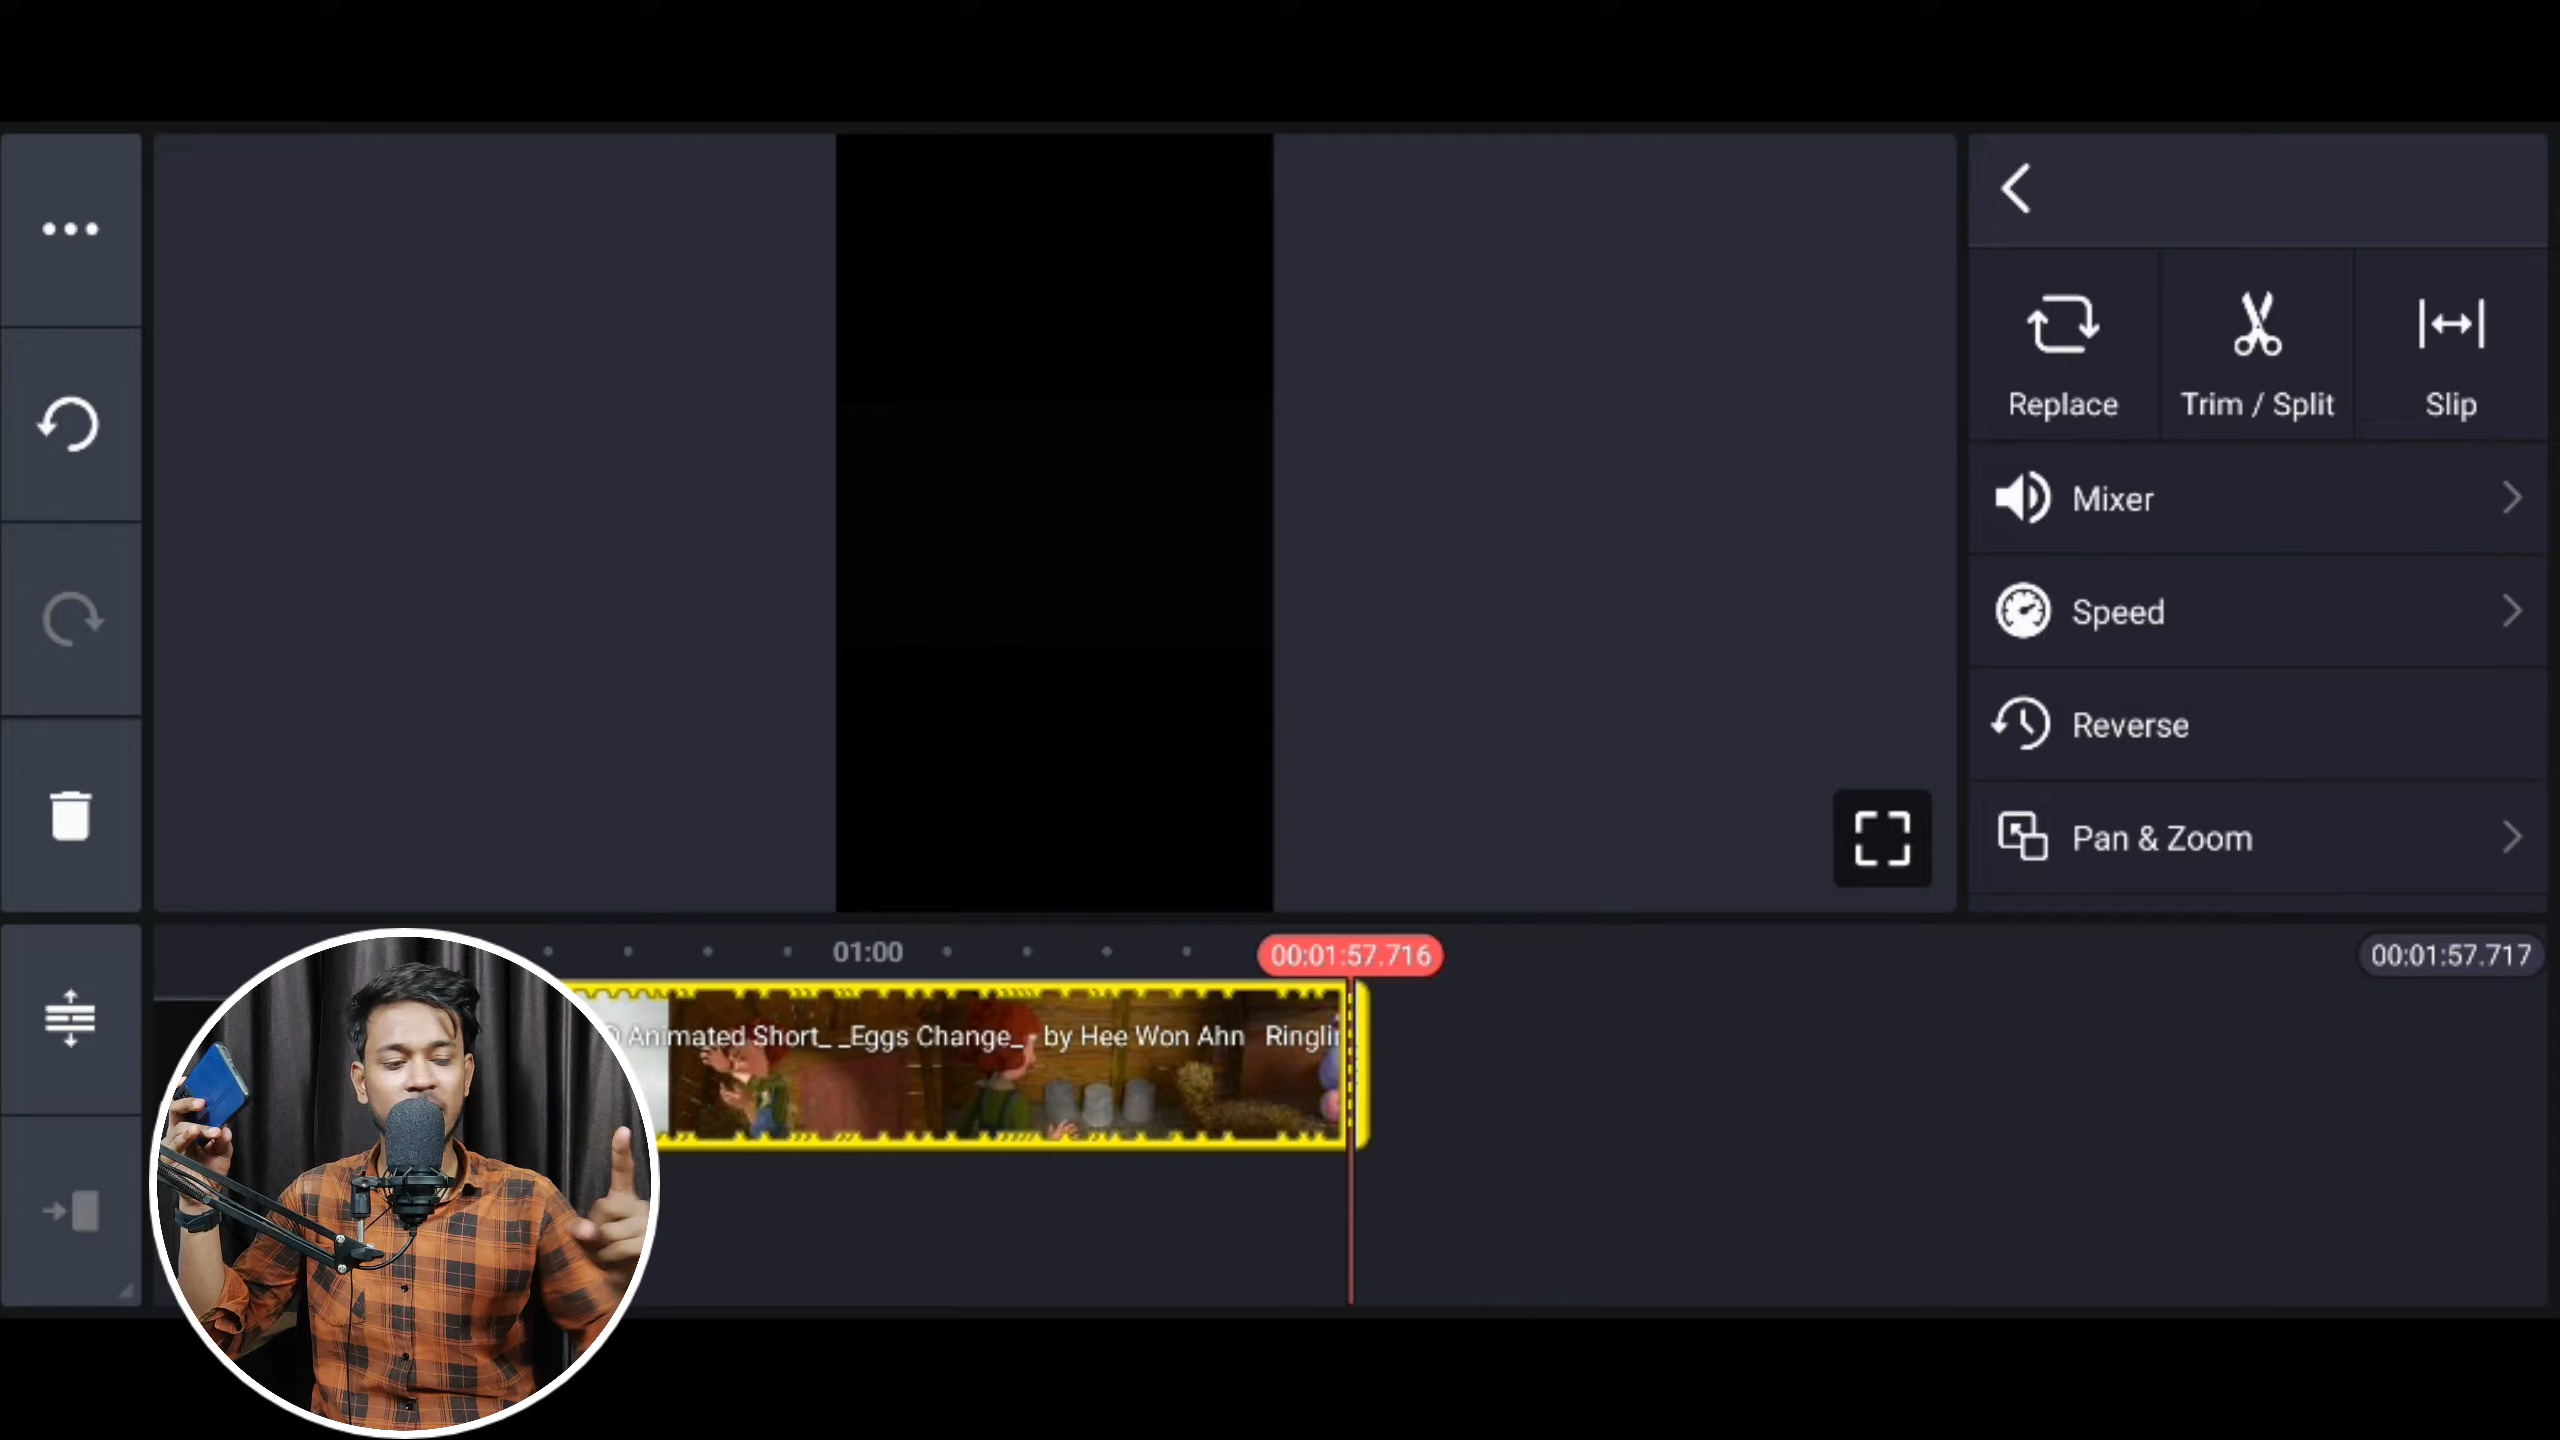 Replace
Trim / Split
Slip
Mixer
Speed
Reverse
Pan & Zoom
01:00
00:01:57.716
00:01:57.717
Animated Short_ _Eggs Change_ - by Hee Won Ahn Ringlin